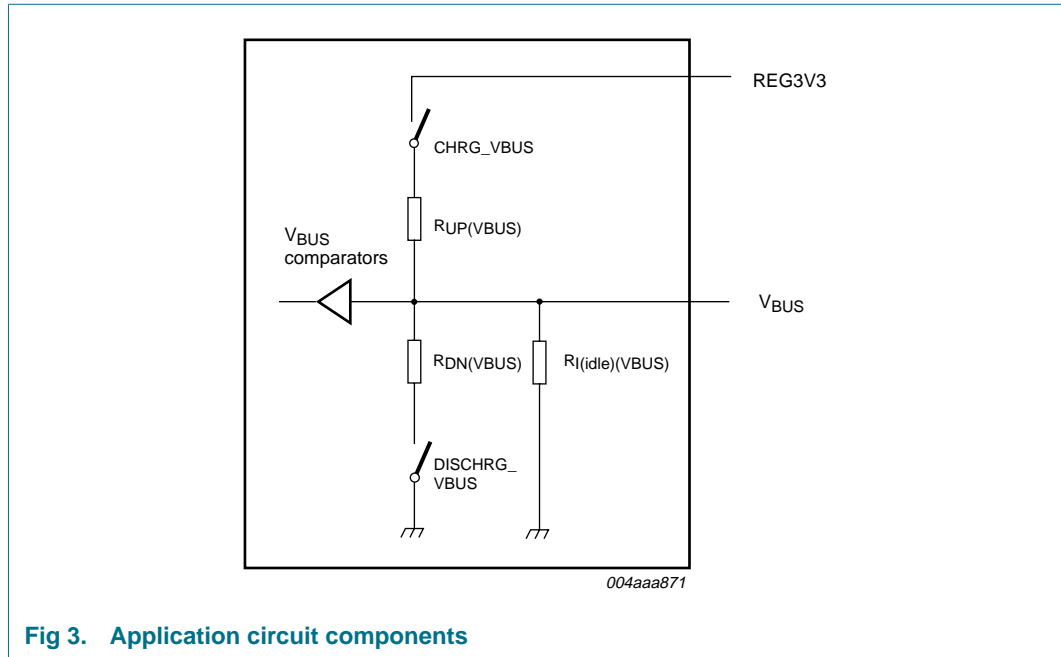 REG3V3
CHRG_VBUS
RUP(VBUS)
VBUS
comparators
VBUS
RDN(VBUS)
RI(idle)(VBUS)
DISCHRG_
VBUS
004aaa871
Fig 3. Application circuit components